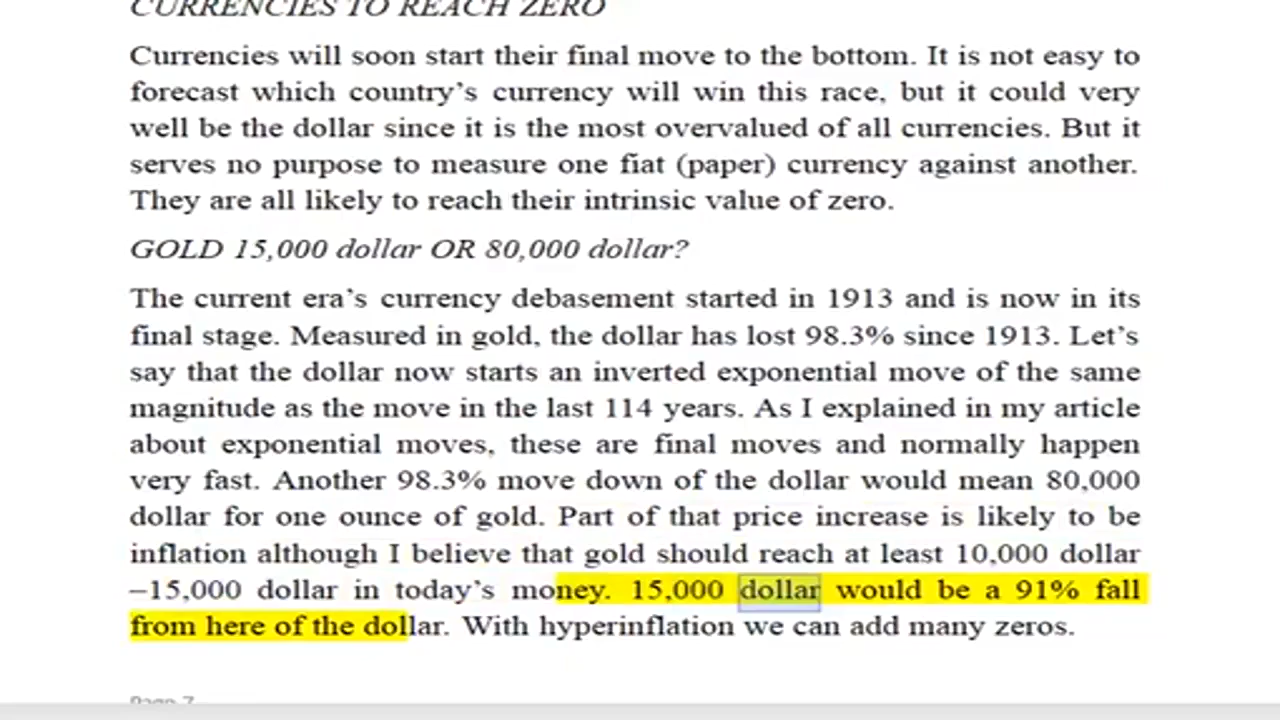 CURRENCIES TO REACH ZERO
Currencies will soon start their final move to the bottom. It is not easy to
forecast which country's currency will win this race, but it could very
well be the dollar since it is the most overvalued of all currencies. But it
serves no purpose to measure one fiat (paper) currency against another.
They are all likely to reach their intrinsic value of zero.
GOLD 15,000 dollar OR 80,000 dollar?
The current era's currency debasement started in 1913 and is now in its
final stage. Measured in gold, the dollar has lost 98.3% since 1913. Let's
say that the dollar now starts an inverted exponential move of the same
magnitude as the move in the last 114 years. As I explained in my article
about exponential moves, these are final moves and normally happen
very fast. Another 98.3% move down of the dollar would mean 80,000
dollar for one ounce of gold. Part of that price increase is likely to be
inflation although I believe that gold should reach at least 10,000 dollar
–15,000 dollar in today's money. 15,000 dollar would be a 91% fall
from here of the dollar. With hyperinflation we can add many zeros.
Page 7